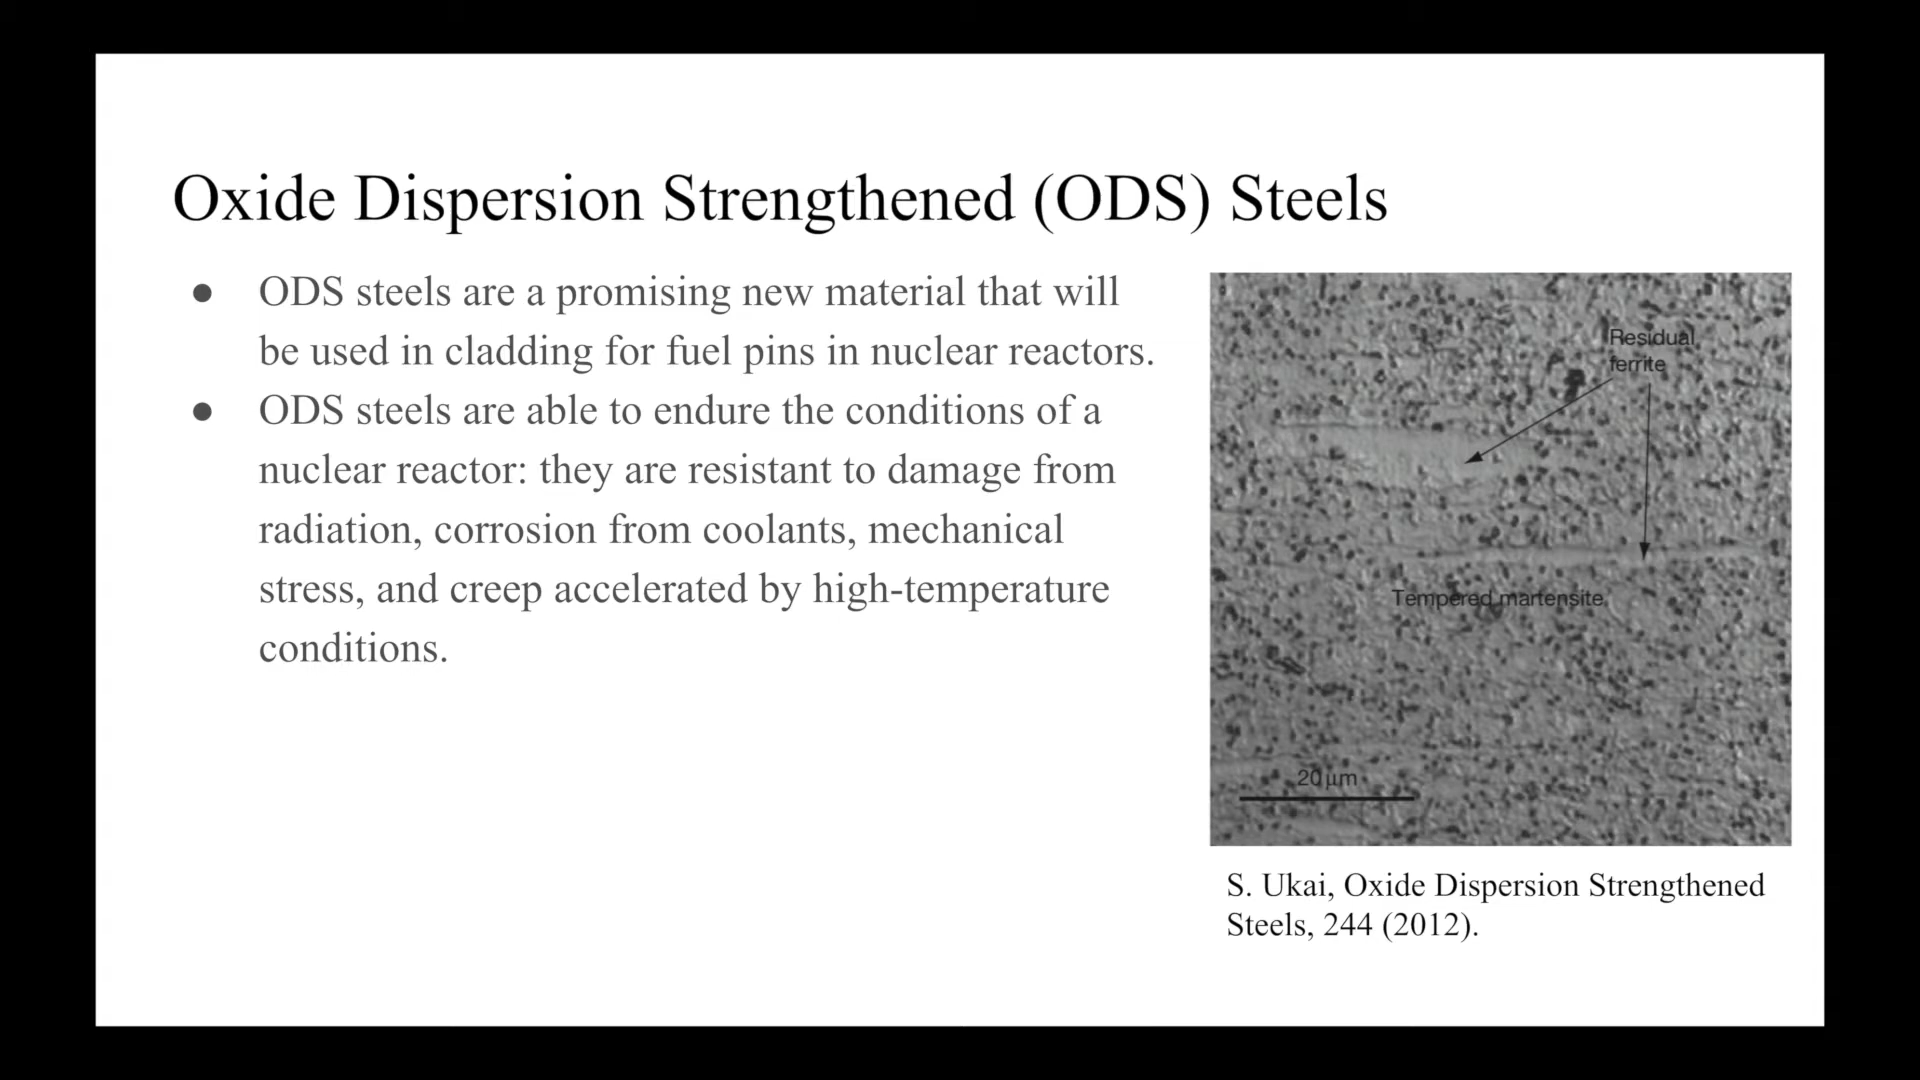 Oxide Dispersion Strengthened (ODS) Steels
● ODS steels are a promising new material that will
be used in cladding for fuel pins in nuclear reactors.
● ODS steels are able to endure the conditions of a
nuclear reactor: they are resistant to damage from
radiation, corrosion from coolants, mechanical
stress, and creep accelerated by high-temperature
conditions.
Residual
ferrite
Tempered martensite
20 μm
S. Ukai, Oxide Dispersion Strengthened
Steels, 244 (2012).